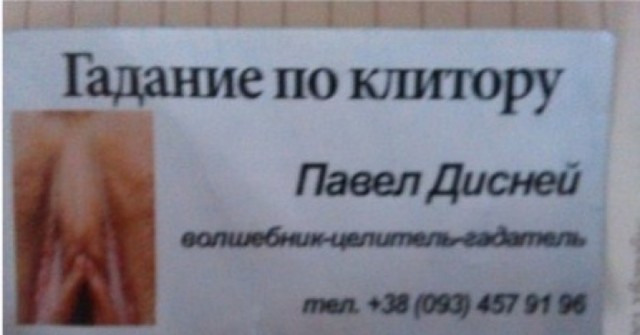 Гадание по клитору
Павел Дисней
волшебник-целитель-гадатель
тел. +38 (093) 457 91 96